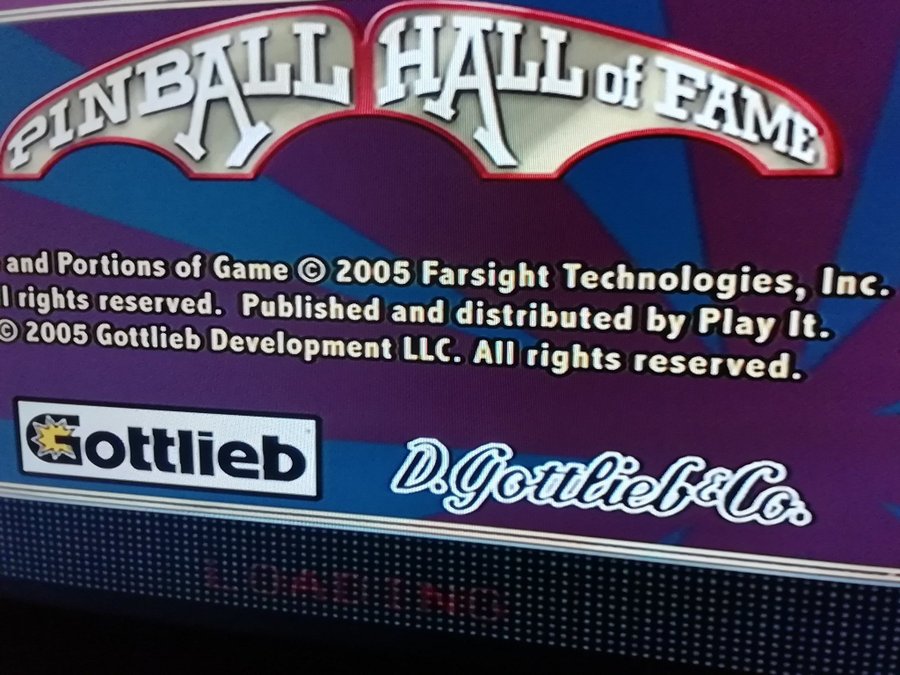 PINBALL HALL of FAME
and Portions of Game © 2005 Farsight Technologies, Inc.
l rights reserved. Published and distributed by Play It.
© 2005 Gottlieb Development LLC. All rights reserved.
Gottlieb
D. Gottlieb & Co.
LOADING